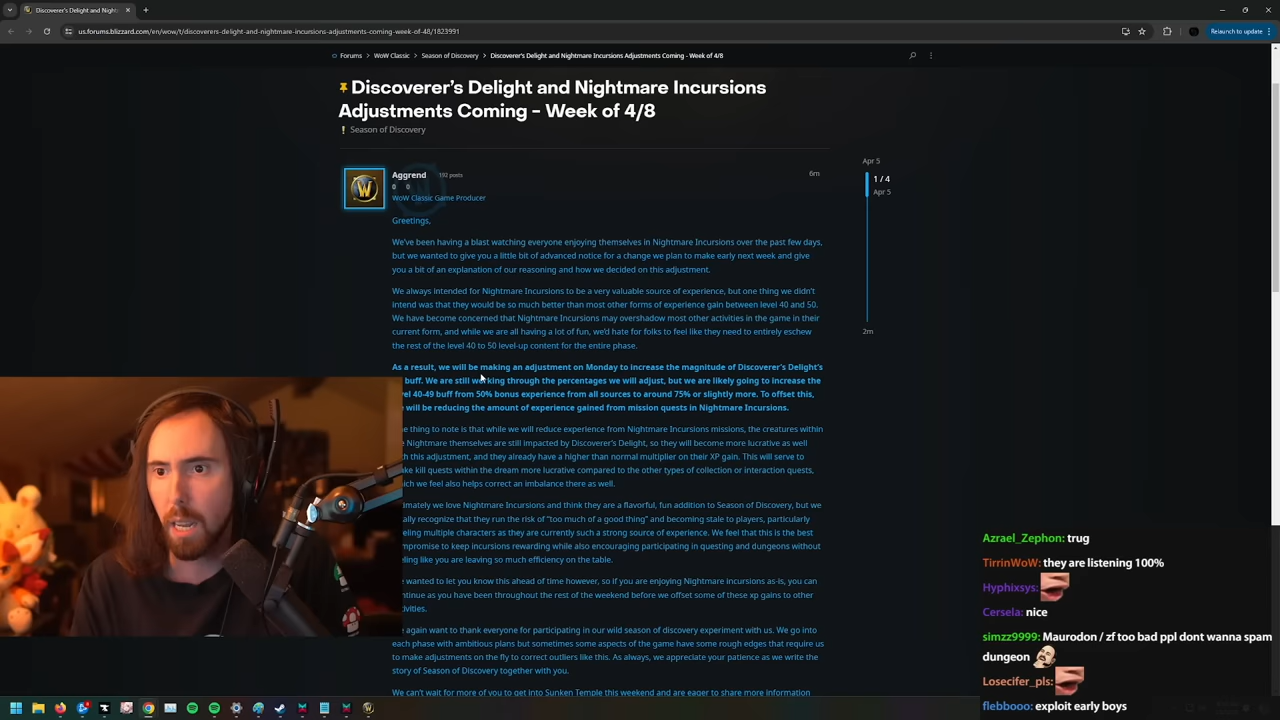 Discoverer's Delight and Nigh
us.forums.blizzard.com/en/wow/t/discoverers-delight-and-nightmare-incursions-adjustments-coming-week-of-48/1823991
Relaunch to update
Forums > WoW Classic > Season of Discovery > Discoverer's Delight and Nightmare Incursions Adjustments Coming - Week of 4/8
Discoverer's Delight and Nightmare Incursions
Adjustments Coming - Week of 4/8
Season of Discovery
Aggrend 193 posts 6m
0 0
WoW Classic Game Producer
Apr 5
1 / 4
Apr 5
2m
Greetings,
We've been having a blast watching everyone enjoying themselves in Nightmare Incursions over the past few days,
but we wanted to give you a little bit of advanced notice for a change we plan to make early next week and give
you a bit of an explanation of our reasoning and how we decided on this adjustment.
We always intended for Nightmare Incursions to be a very valuable source of experience, but one thing we didn't
intend was that they would be so much better than most other forms of experience gain between level 40 and 50.
We have become concerned that Nightmare Incursions may overshadow most other activities in the game in their
current form, and while we are all having a lot of fun, we'd hate for folks to feel like they need to entirely eschew
the rest of the level 40 to 50 level-up content for the entire phase.
As a result, we will be making an adjustment on Monday to increase the magnitude of Discoverer's Delight's
buff. We are still working through the percentages we will adjust, but we are likely going to increase the
vel 40-49 buff from 50% bonus experience from all sources to around 75% or slightly more. To offset this,
will be reducing the amount of experience gained from mission quests in Nightmare Incursions.
e thing to note is that while we will reduce experience from Nightmare Incursions missions, the creatures within
Nightmare themselves are still impacted by Discoverer's Delight, so they will become more lucrative as well
th this adjustment, and they already have a higher than normal multiplier on their XP gain. This will serve to
ke kill quests within the dream more lucrative compared to the other types of collection or interaction quests,
ich we feel also helps correct an imbalance there as well.
timately we love Nightmare Incursions and think they are a flavorful, fun addition to Season of Discovery, but we
ally recognize that they run the risk of "too much of a good thing" and becoming stale to players, particularly
eling multiple characters as they are currently such a strong source of experience. We feel that this is the best
mpromise to keep incursions rewarding while also encouraging participating in questing and dungeons without
eling like you are leaving so much efficiency on the table.
wanted to let you know this ahead of time however, so if you are enjoying Nightmare incursions as-is, you can
ntinue as you have been throughout the rest of the weekend before we offset some of these xp gains to other
tivities.
again want to thank everyone for participating in our wild season of discovery experiment with us. We go into
each phase with ambitious plans but sometimes some aspects of the game have some rough edges that require us
to make adjustments on the fly to correct outliers like this. As always, we appreciate your patience as we write the
story of Season of Discovery together with you.
We can't wait for more of you to get into Sunken Temple this weekend and are eager to share more information
Azrael_Zephon: trug
TirrinWoW: they are listening 100%
Hyphixsys:
Cersela: nice
simzz9999: Maurodon / zf too bad ppl dont wanna spam
dungeon
Losecifer_pls:
flebbooo: exploit early boys